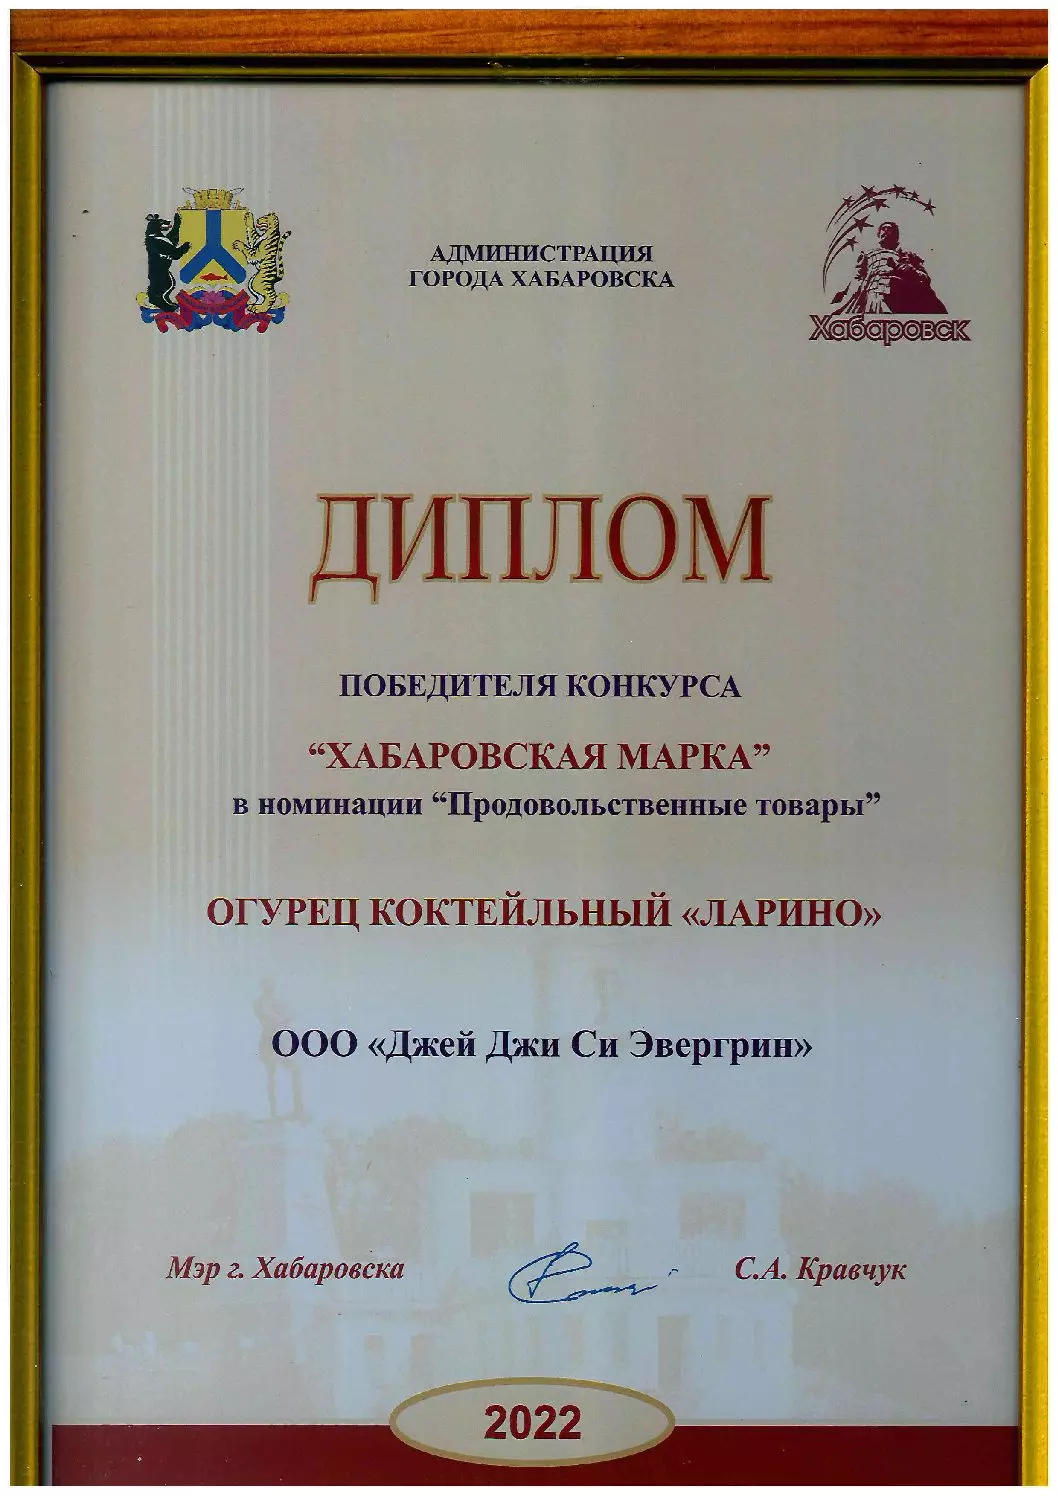 АДМИНИСТРАЦИЯ
ГОРОДА ХАБАРОВСКА
Хабаровск
ДИПЛОМ
ПОБЕДИТЕЛЯ КОНКУРСА
“ХАБАРОВСКАЯ МАРКА”
в номинации “Продовольственные товары”
ОГУРЕЦ КОКТЕЙЛЬНЫЙ «ЛАРИНО»
ООО «Джей Джи Си Эвергрин»
Мэр г. Хабаровска
С.А. Кравчук
2022